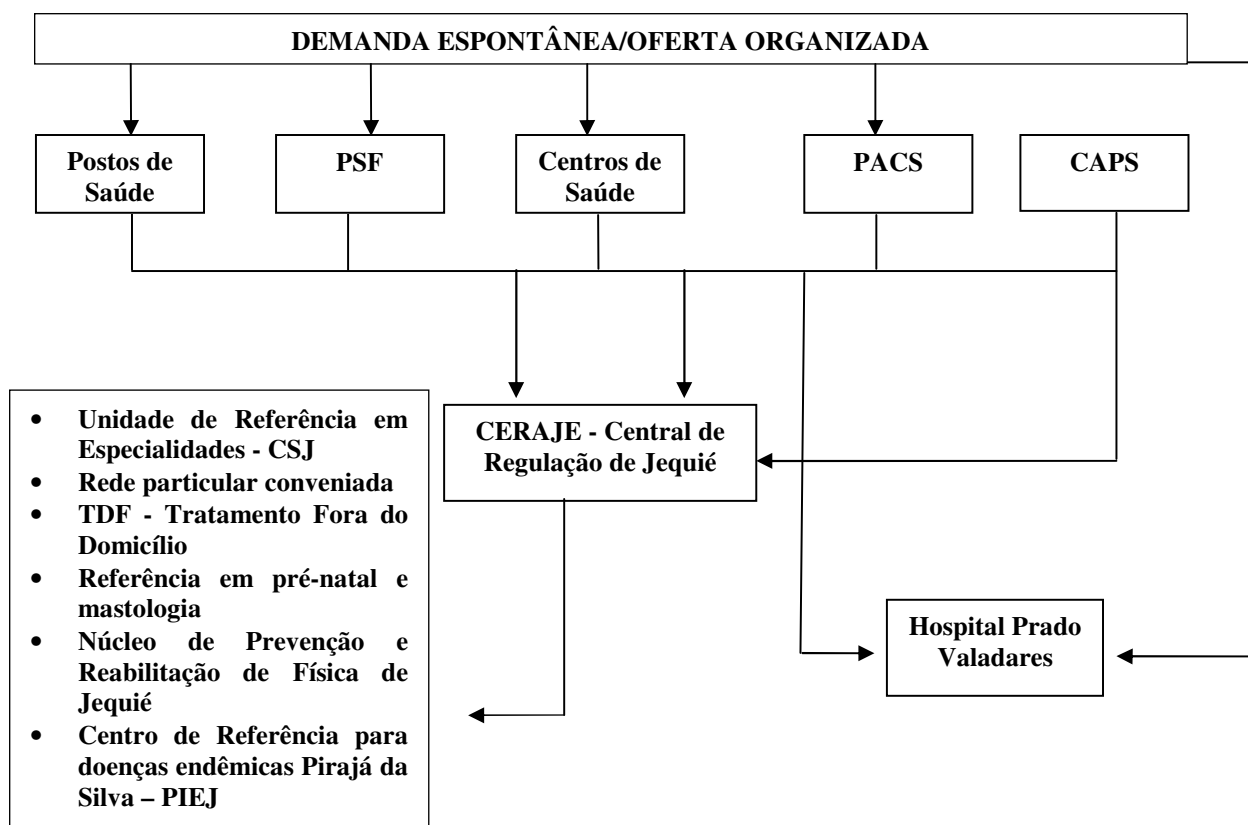 DEMANDA ESPONTÂNEA/OFERTA ORGANIZADA
Postos de
Saúde
PSF
Centros de
Saúde
PACS
CAPS
• Unidade de Referência em
Especialidades - CSJ
• Rede particular conveniada
• TDF - Tratamento Fora do
Domicílio
• Referência em pré-natal e
mastologia
• Núcleo de Prevenção e
Reabilitação de Física de
Jequié
• Centro de Referência para
doenças endêmicas Pirajá da
Silva – PIEJ
CERAJE - Central de
Regulação de Jequié
Hospital Prado
Valadares